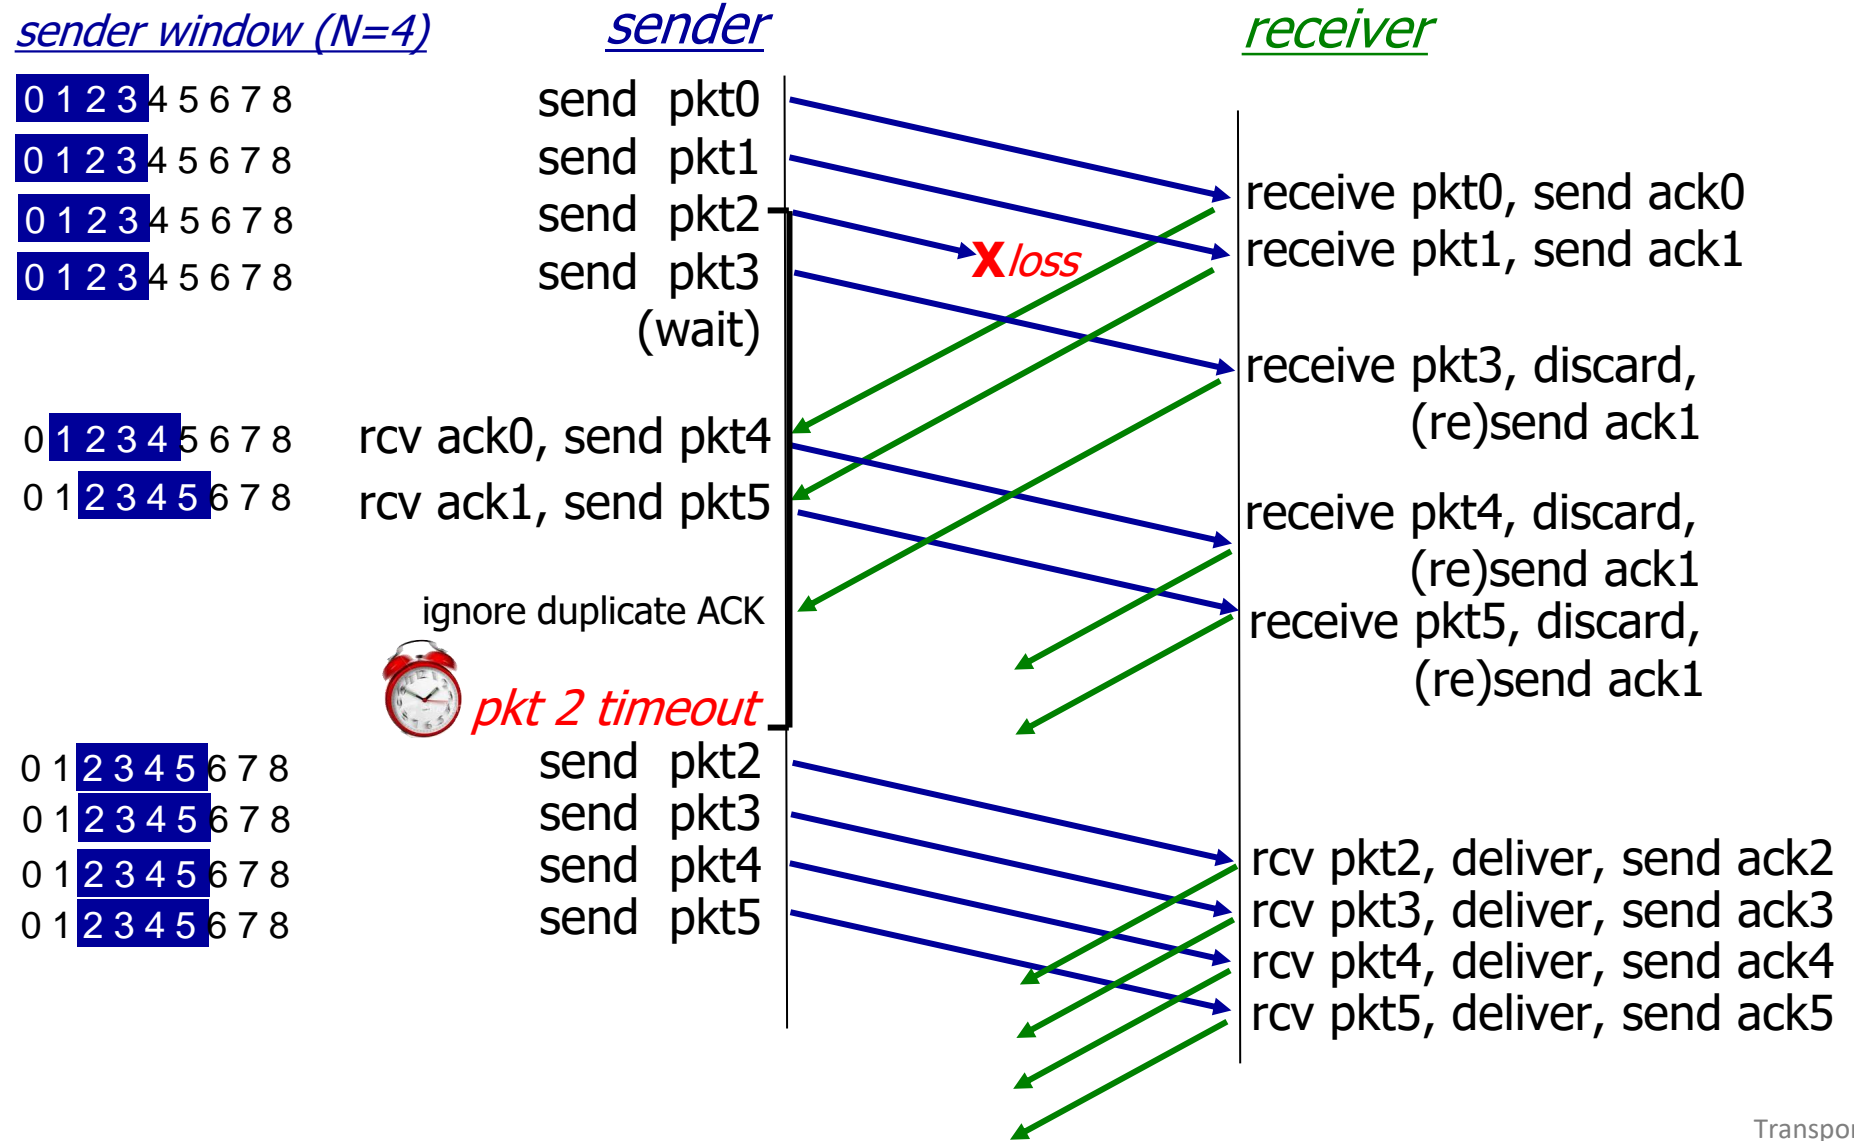 sender window (N=4)
sender
receiver
0 1 2 3 4 5 6 7 8
send pkt0
0 1 2 3 4 5 6 7 8
send pkt1
0 1 2 3 4 5 6 7 8
send pkt2
0 1 2 3 4 5 6 7 8
send pkt3
(wait)
X loss
receive pkt0, send ack0
receive pkt1, send ack1
receive pkt3, discard,
(re)send ack1
0 1 2 3 4 5 6 7 8
rcv ack0, send pkt4
0 1 2 3 4 5 6 7 8
rcv ack1, send pkt5
receive pkt4, discard,
(re)send ack1
ignore duplicate ACK
receive pkt5, discard,
(re)send ack1
pkt 2 timeout
0 1 2 3 4 5 6 7 8
send pkt2
0 1 2 3 4 5 6 7 8
send pkt3
0 1 2 3 4 5 6 7 8
send pkt4
0 1 2 3 4 5 6 7 8
send pkt5
rcv pkt2, deliver, send ack2
rcv pkt3, deliver, send ack3
rcv pkt4, deliver, send ack4
rcv pkt5, deliver, send ack5